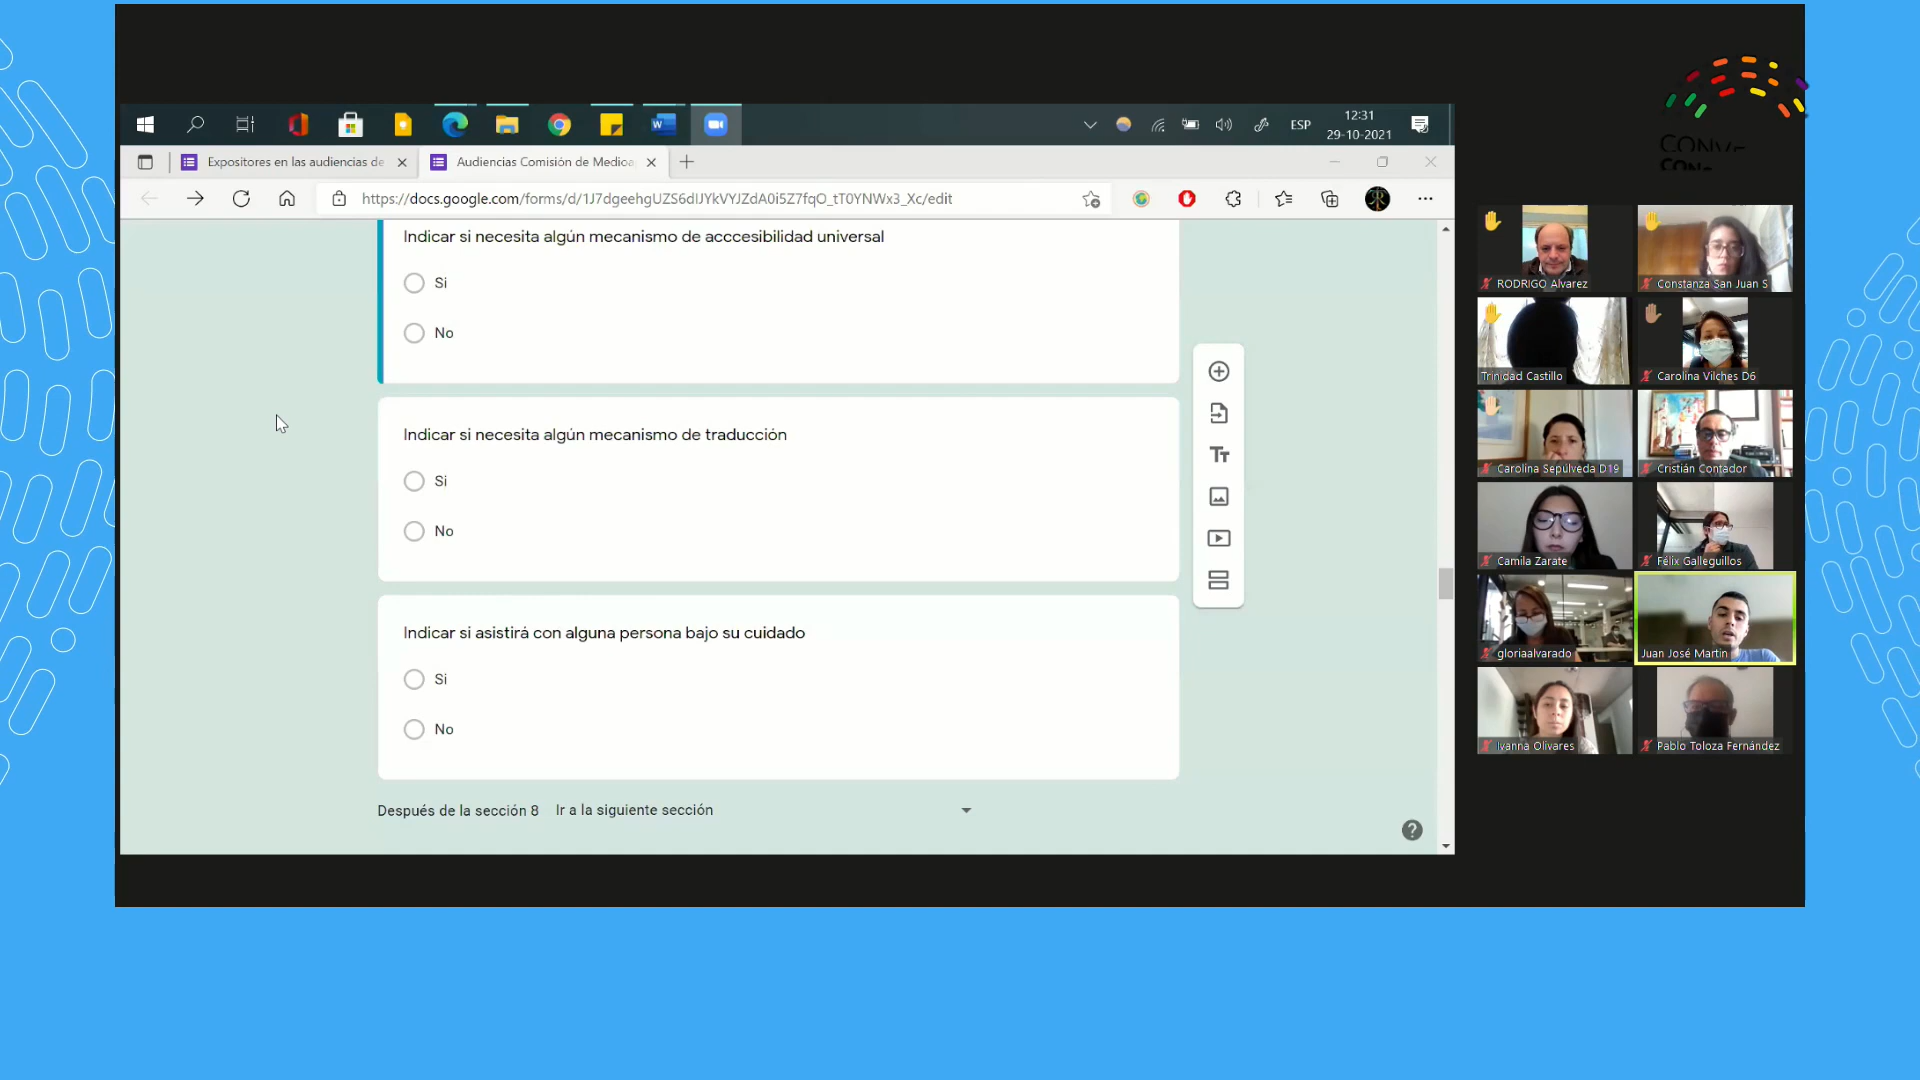 12:31
ESP
29-10-2021
Expositores en las audiencias de
Audiencias Comisión de Medioa
https://docs.google.com/forms/d/1J7dgeehgUZS6dIJYkVYJZdA0i5Z7fqO_tT0YNWx3_Xc/edit
Indicar si necesita algún mecanismo de acccesibilidad universal
Si
No
Indicar si necesita algún mecanismo de traducción
Si
No
Indicar si asistirá con alguna persona bajo su cuidado
Si
No
Después de la sección 8 Ir a la siguiente sección
RODRIGO Alvarez
Constanza San Juan S
Trinidad Castillo
Carolina Vilches D6
Carolina Sepúlveda D19
Cristián Contador
Camila Zarate
Félix Galleguillos
gloriaalvarado
Juan José Martin
Ivanna Olivares
Pablo Toloza Fernández